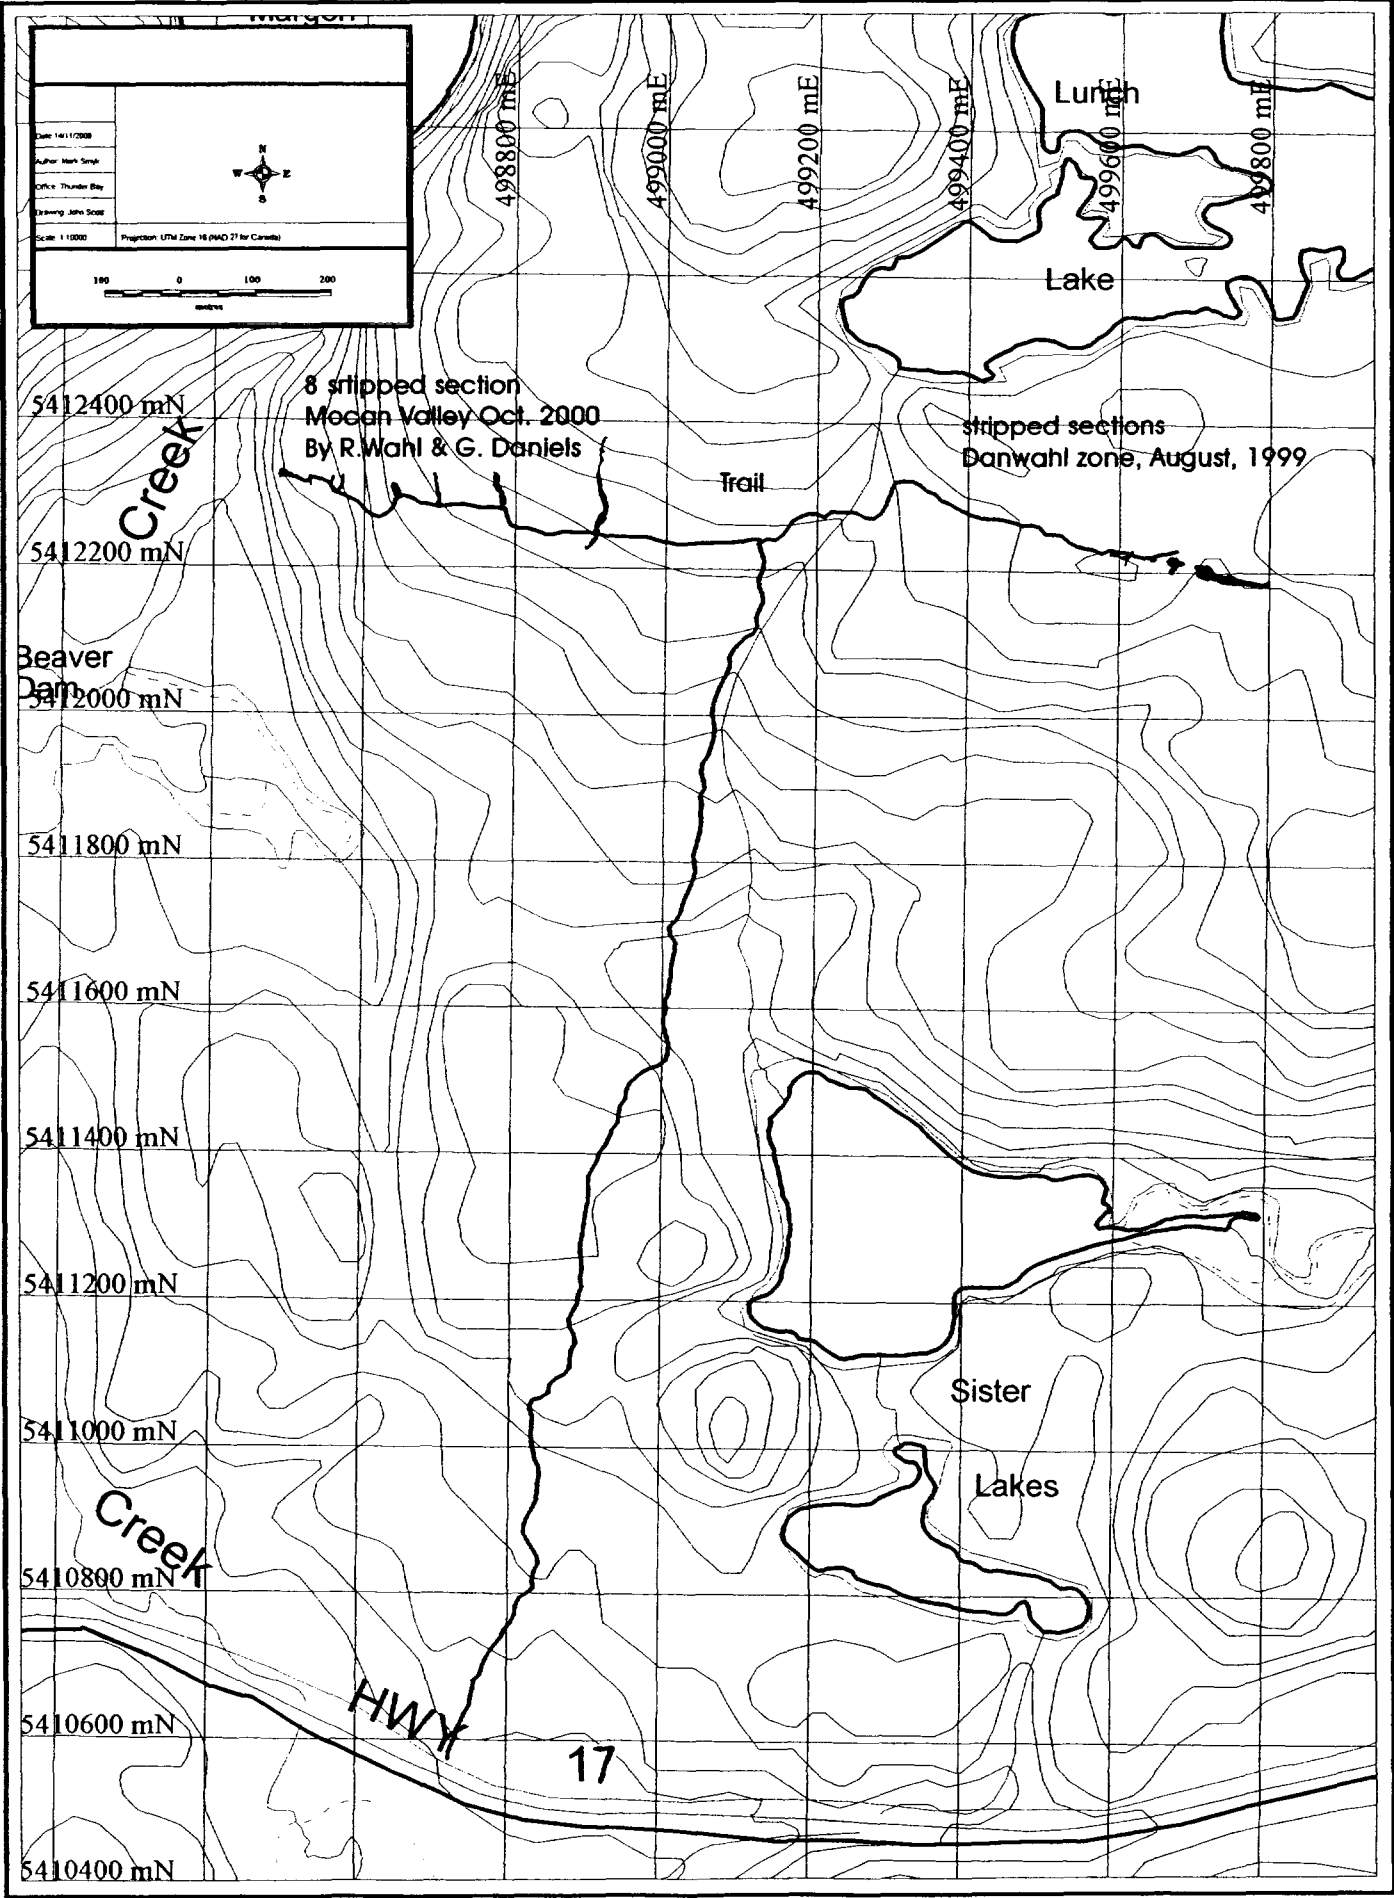 Date 14/11/2000
Author: Mark Smyk
Office: Thunder Bay
Drawing: John Scott
Scale: 1:10000
Projection: UTM Zone 16 (NAD 27 for Canada)
N
W E
S
100 0 100 200
metres
498800 mE
499000 mE
499200 mE
499400 mE
499600 mE
499800 mE
Lunch
Lake
8 srtipped section
Mocan Valley Oct. 2000
By R.Wahl & G. Daniels
5412400 mN
Creek
stripped sections
Danwahl zone, August, 1999
Trail
5412200 mN
Beaver
Dam
5412000 mN
5411800 mN
5411600 mN
5411400 mN
5411200 mN
Sister
Lakes
5411000 mN
Creek
5410800 mN
HWY
17
5410600 mN
5410400 mN